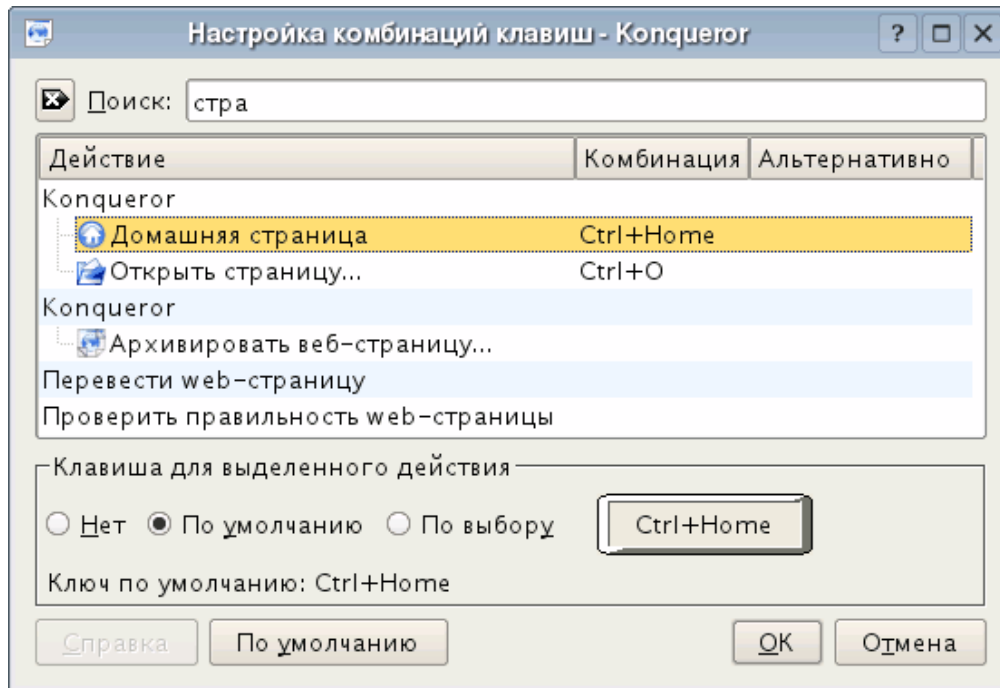 Настройка комбинаций клавиш - Konqueror ?
Поиск: стра
Действие Комбинация Альтернативно
Konqueror
Домашняя страница Ctrl+Home
Открыть страницу... Ctrl+O
Konqueror
Архивировать веб-страницу...
Перевести web-страницу
Проверить правильность web-страницы
Клавиша для выделенного действия
Нет По умолчанию По выбору Ctrl+Home
Ключ по умолчанию: Ctrl+Home
Справка По умолчанию OK Отмена